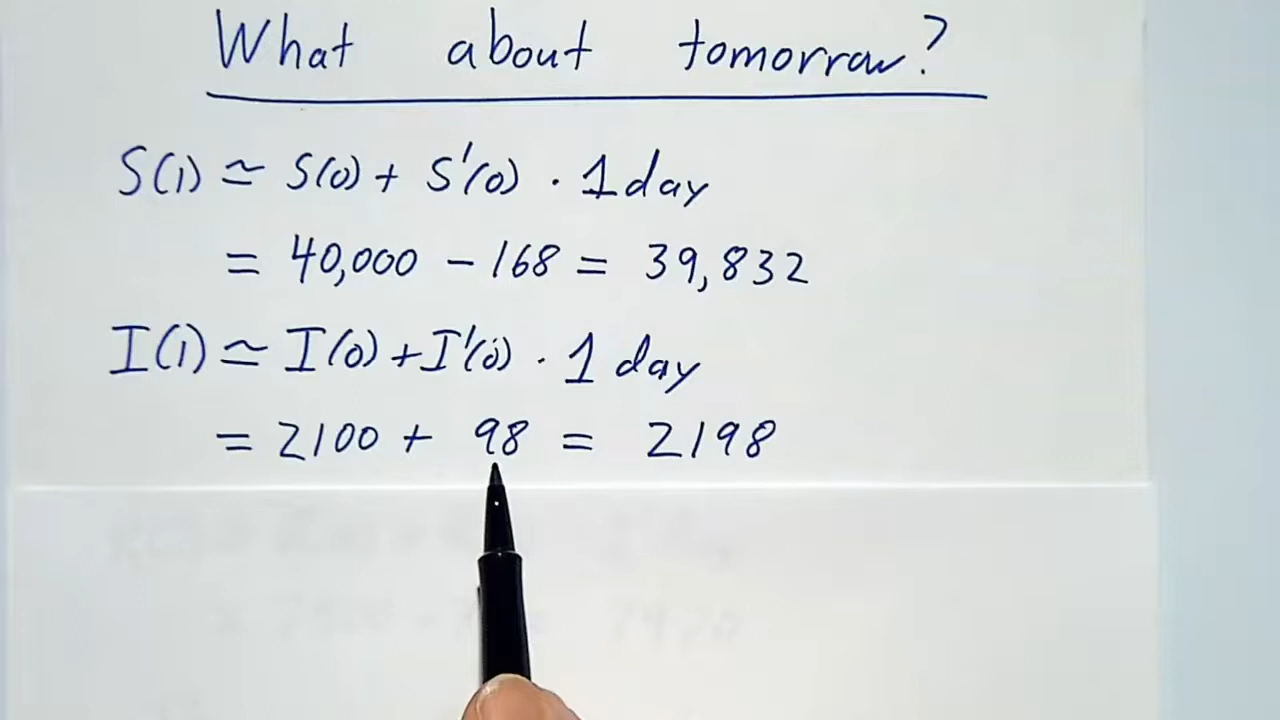 What about tomorrow?
S(1) ≃ S(0) + S'(0) · 1 day
= 40,000 - 168 = 39,832
I(1) ≃ I(0) + I'(0) · 1 day
= 2100 + 98 = 2198